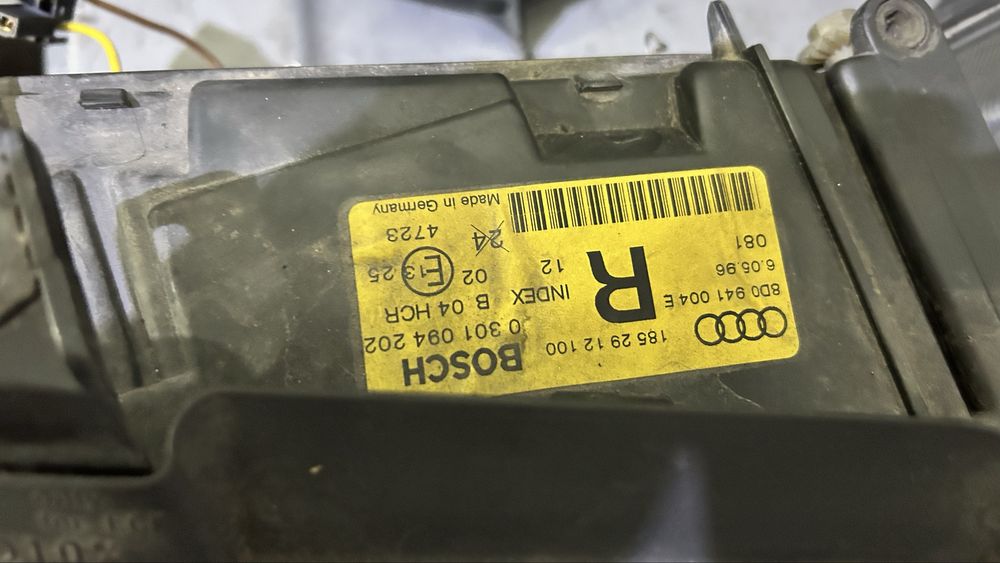 185 29 12 100
BOSCH
8D0 941 004 E
R
0 301 094 202
6.05.96
INDEX
B 04 HCR
081
12
02 E13.25
24 4723
Made in Germany